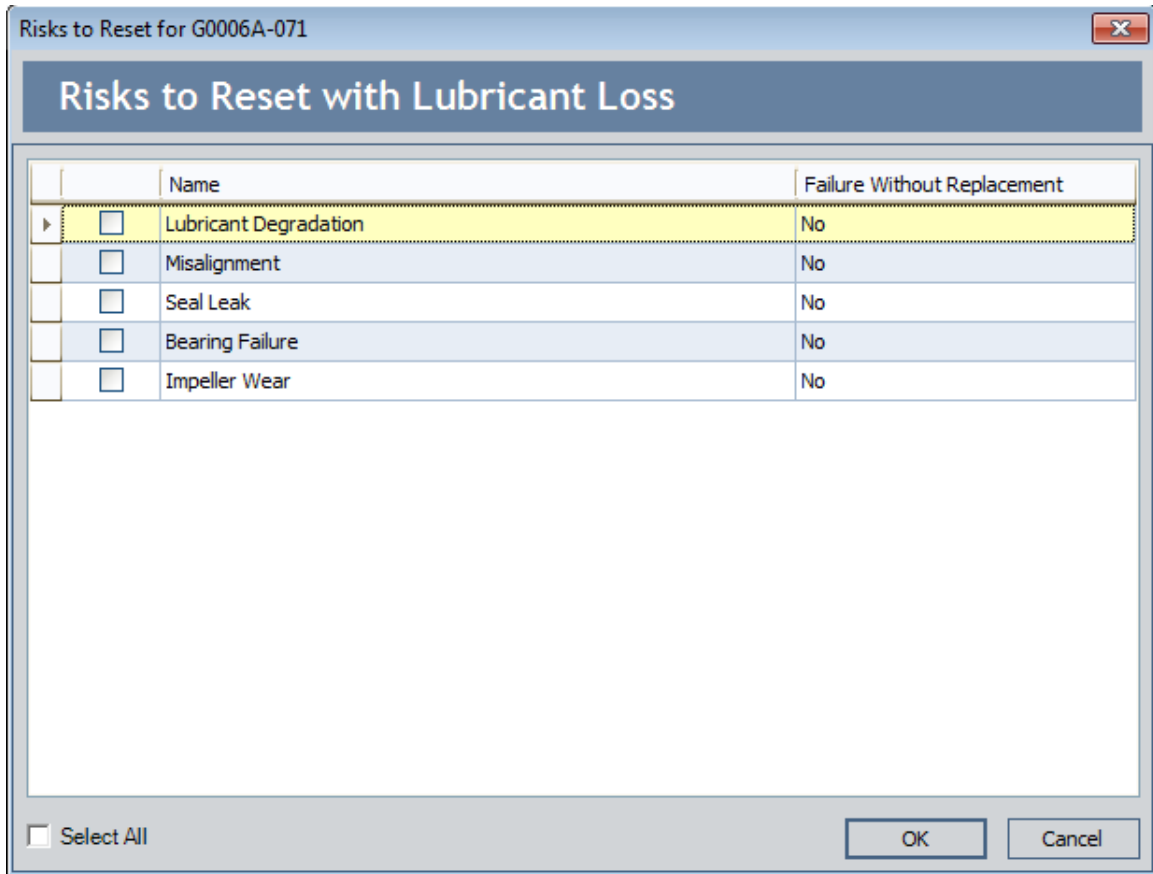 Risks to Reset for G0006A-071
Risks to Reset with Lubricant Loss
Name Failure Without Replacement
Lubricant Degradation No
Misalignment No
Seal Leak No
Bearing Failure No
Impeller Wear No
Select All OK Cancel